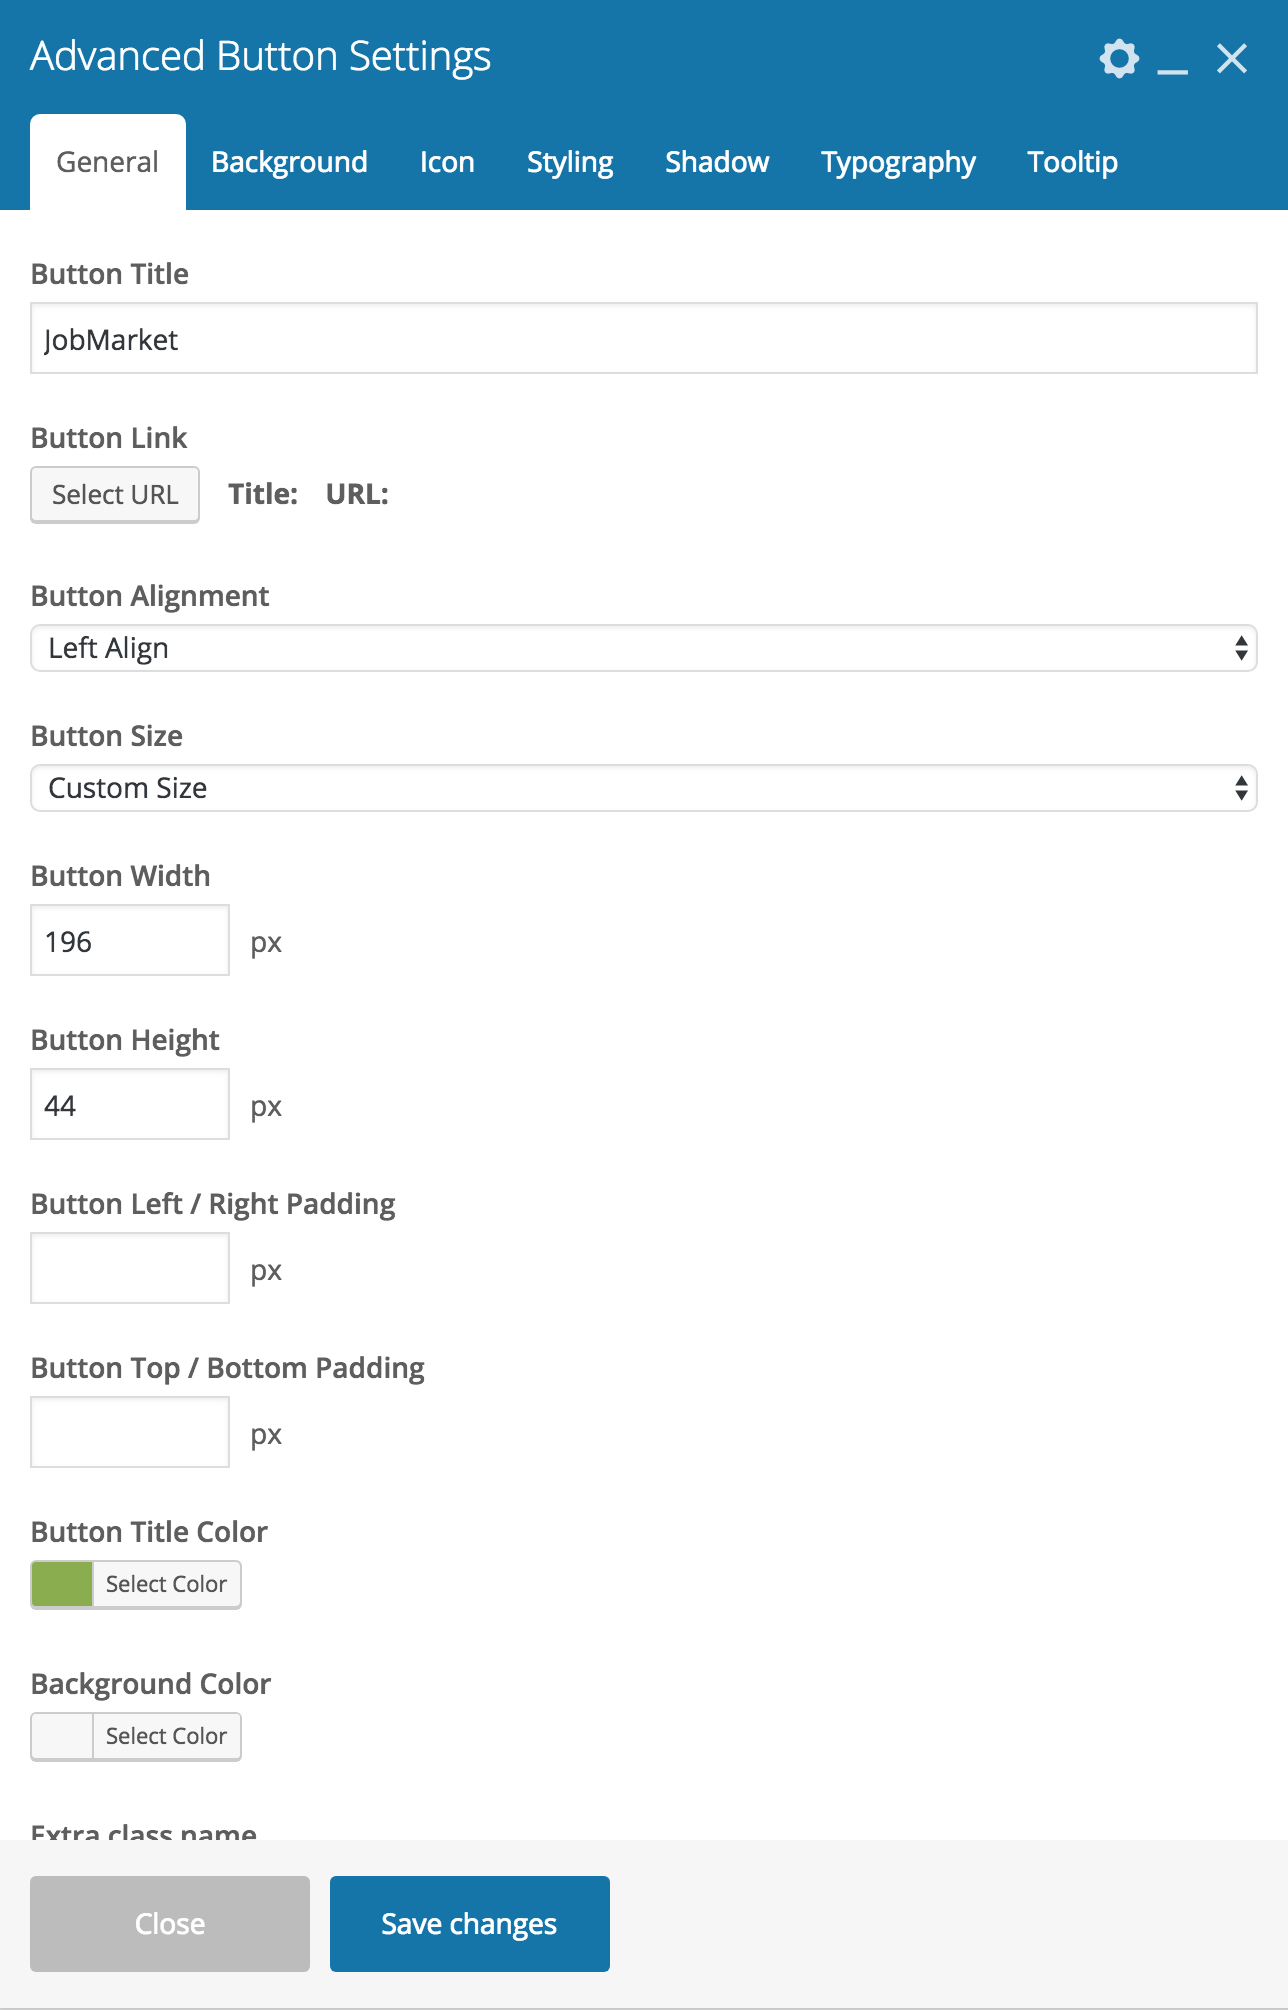 Advanced Button Settings
General Background Icon Styling Shadow Typography Tooltip
Button Title
JobMarket
Button Link
Select URL Title: URL:
Button Alignment
Left Align
Button Size
Custom Size
Button Width
196 px
Button Height
44 px
Button Left / Right Padding
px
Button Top / Bottom Padding
px
Button Title Color
Select Color
Background Color
Select Color
Extra class name
Close Save changes